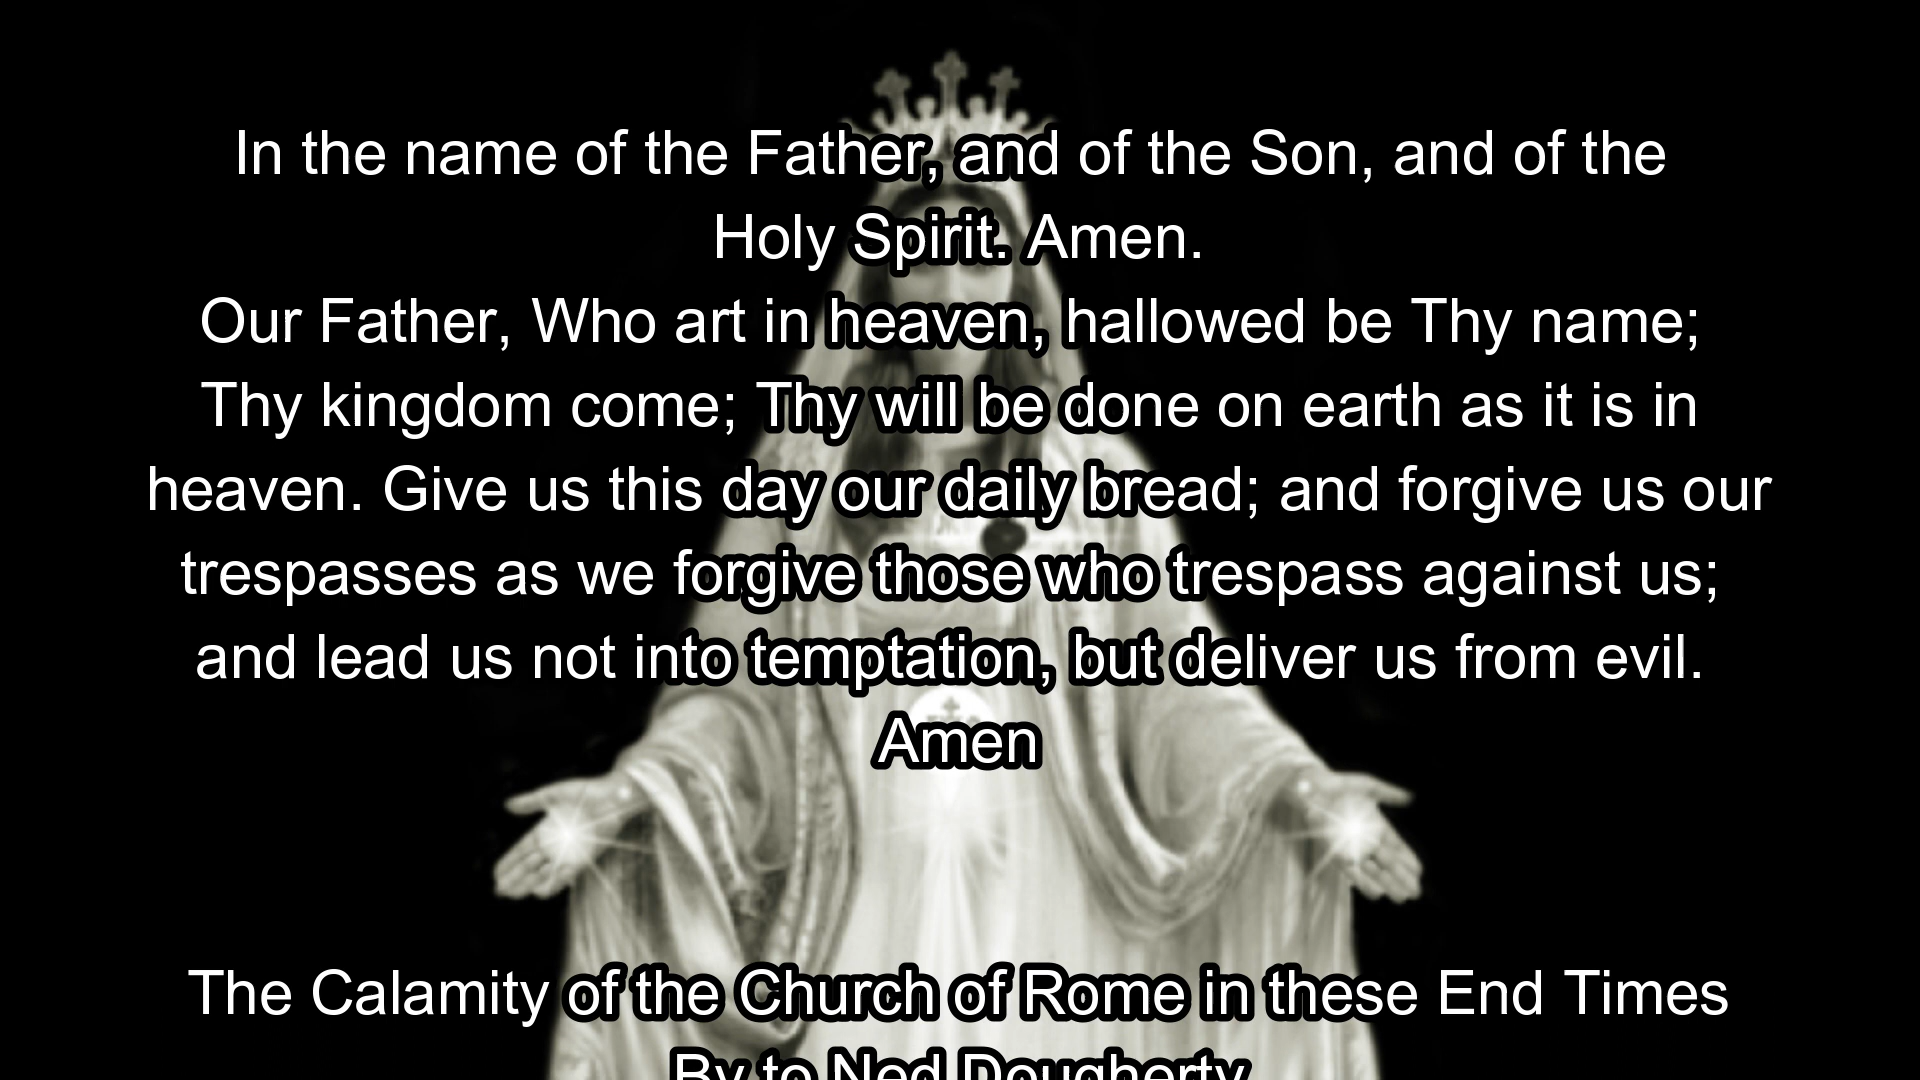 In the name of the Father, and of the Son, and of the
Holy Spirit. Amen.
Our Father, Who art in heaven, hallowed be Thy name;
Thy kingdom come; Thy will be done on earth as it is in
heaven. Give us this day our daily bread; and forgive us our
trespasses as we forgive those who trespass against us;
and lead us not into temptation, but deliver us from evil.
Amen
The Calamity of the Church of Rome in these End Times
By to Ned Dougherty